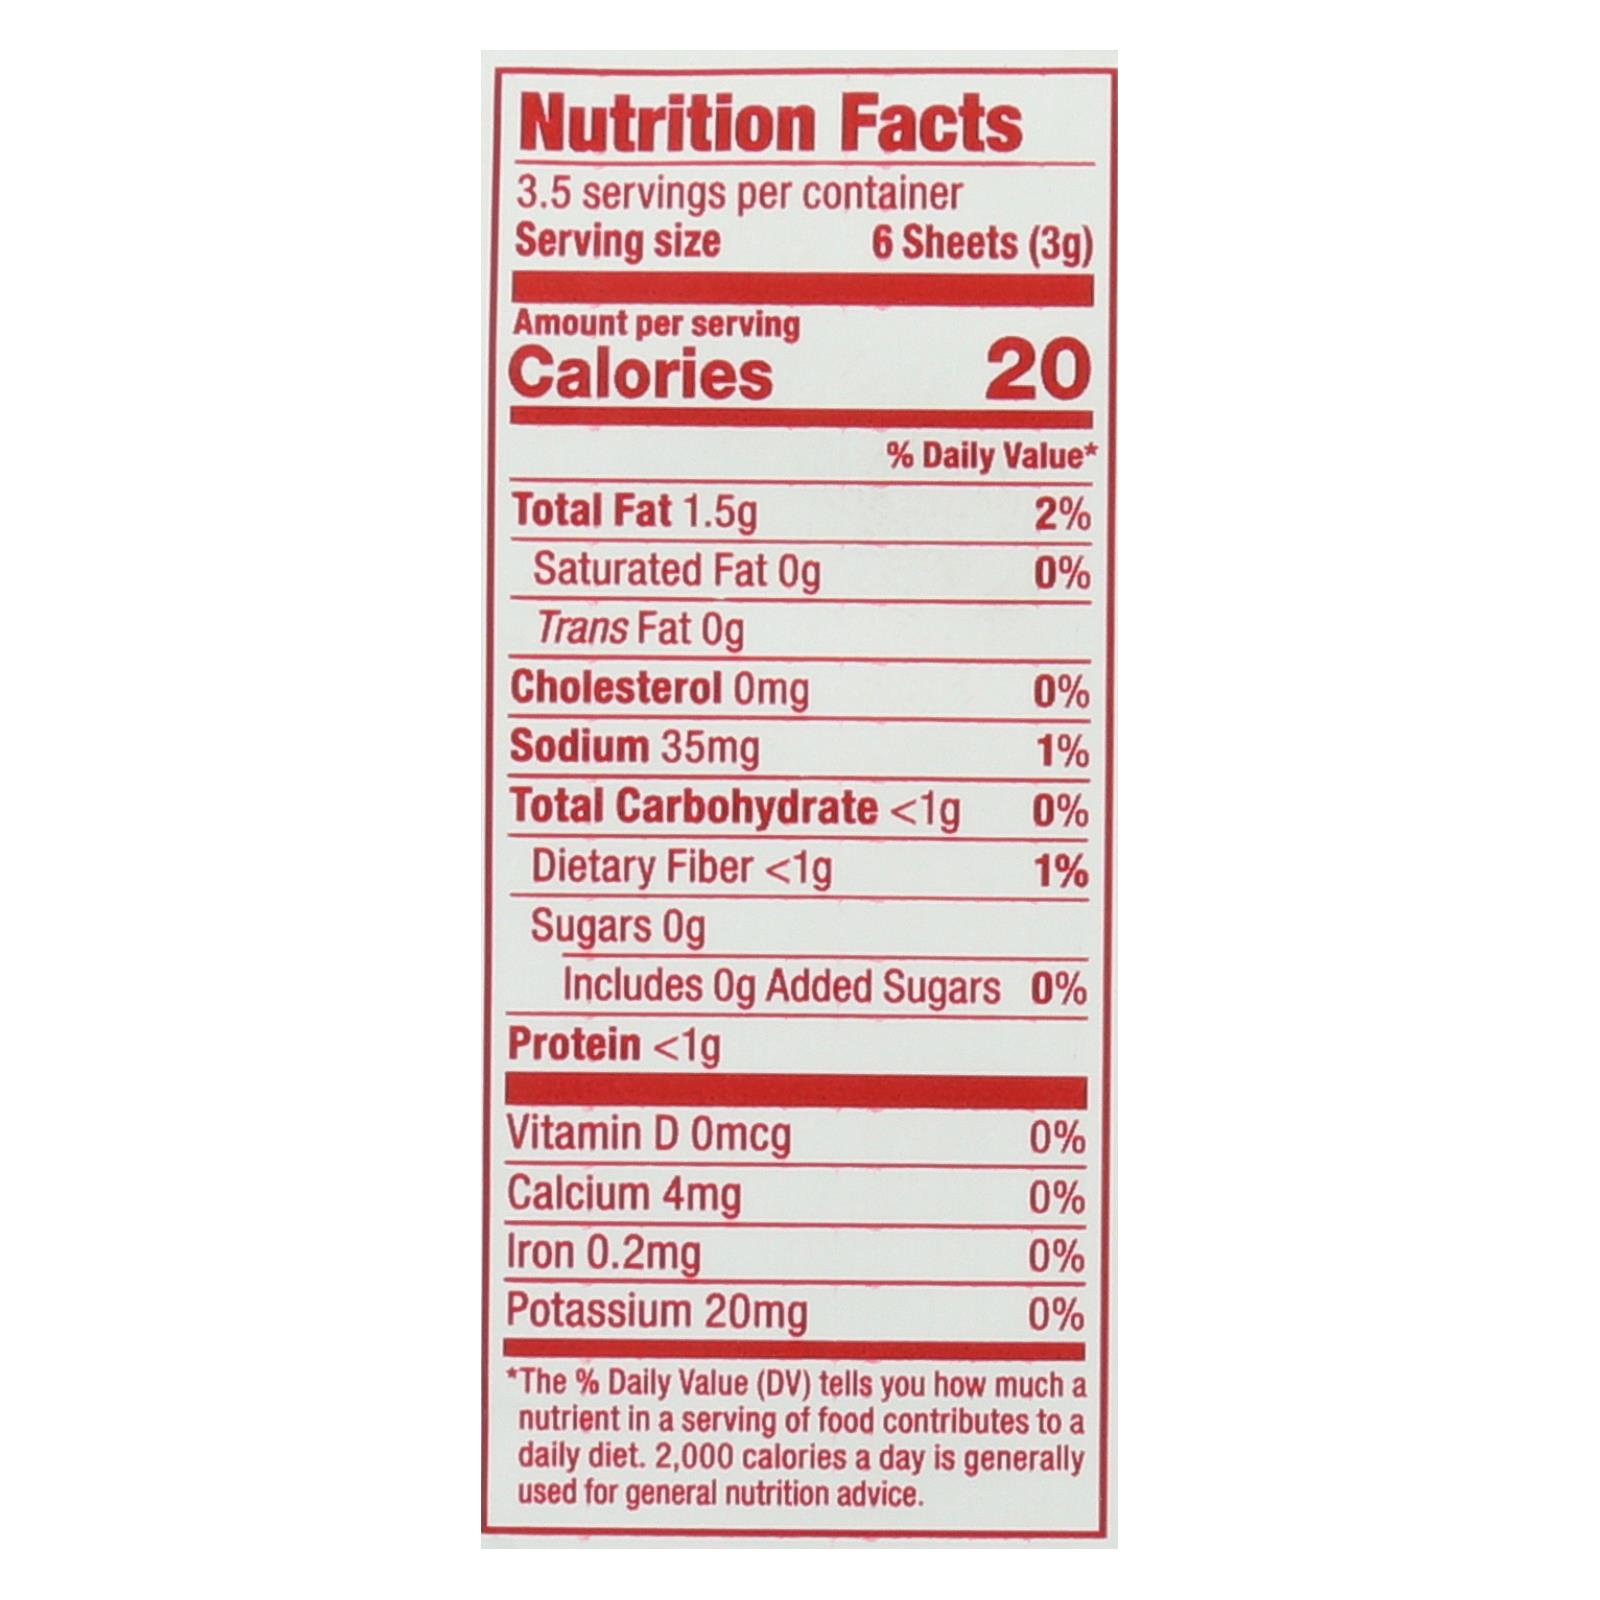 Nutrition Facts
3.5 servings per container
Serving size 6 Sheets (3g)
Amount per serving
Calories 20
% Daily Value*
Total Fat 1.5g 2%
Saturated Fat 0g 0%
Trans Fat 0g
Cholesterol 0mg 0%
Sodium 35mg 1%
Total Carbohydrate <1g 0%
Dietary Fiber <1g 1%
Sugars 0g
Includes 0g Added Sugars 0%
Protein <1g
Vitamin D 0mcg 0%
Calcium 4mg 0%
Iron 0.2mg 0%
Potassium 20mg 0%
*The % Daily Value (DV) tells you how much a
nutrient in a serving of food contributes to a
daily diet. 2,000 calories a day is generally
used for general nutrition advice.